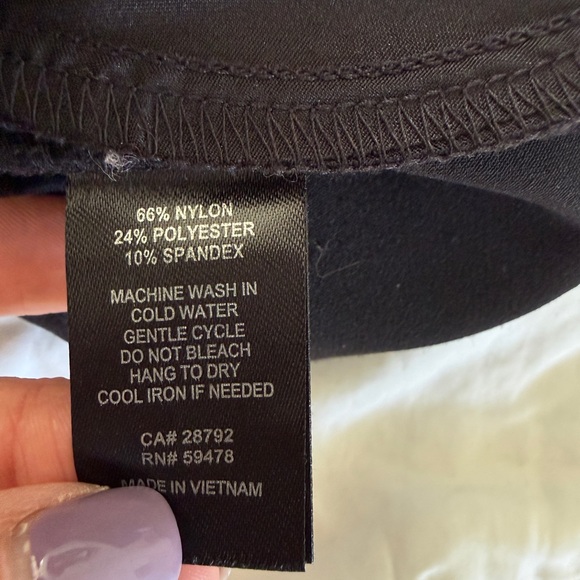 66% NYLON
24% POLYESTER
10% SPANDEX
MACHINE WASH IN
COLD WATER
GENTLE CYCLE
DO NOT BLEACH
HANG TO DRY
COOL IRON IF NEEDED
CA# 28792
RN# 59478
MADE IN VIETNAM